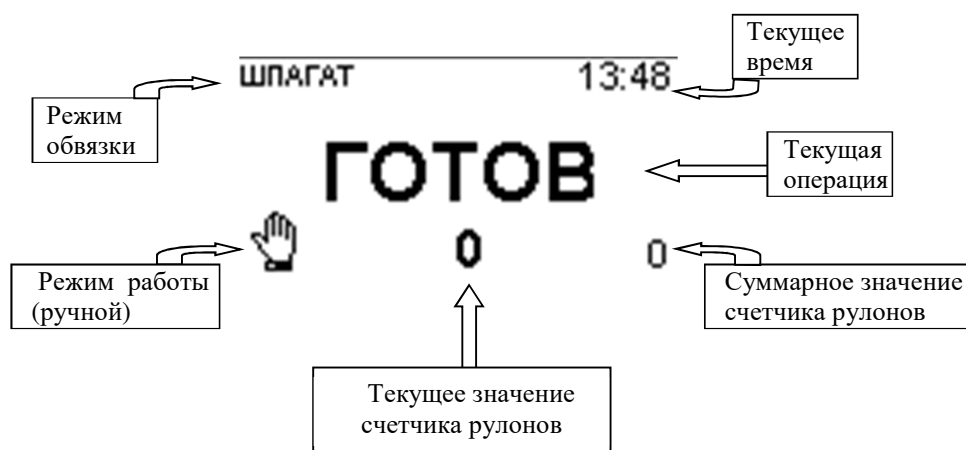 Текущее
время
ШПАГАТ 13:48
Режим
обвязки
ГОТОВ
Текущая
операция
0 0
Режим работы
(ручной)
Суммарное значение
счетчика рулонов
Текущее значение
счетчика рулонов